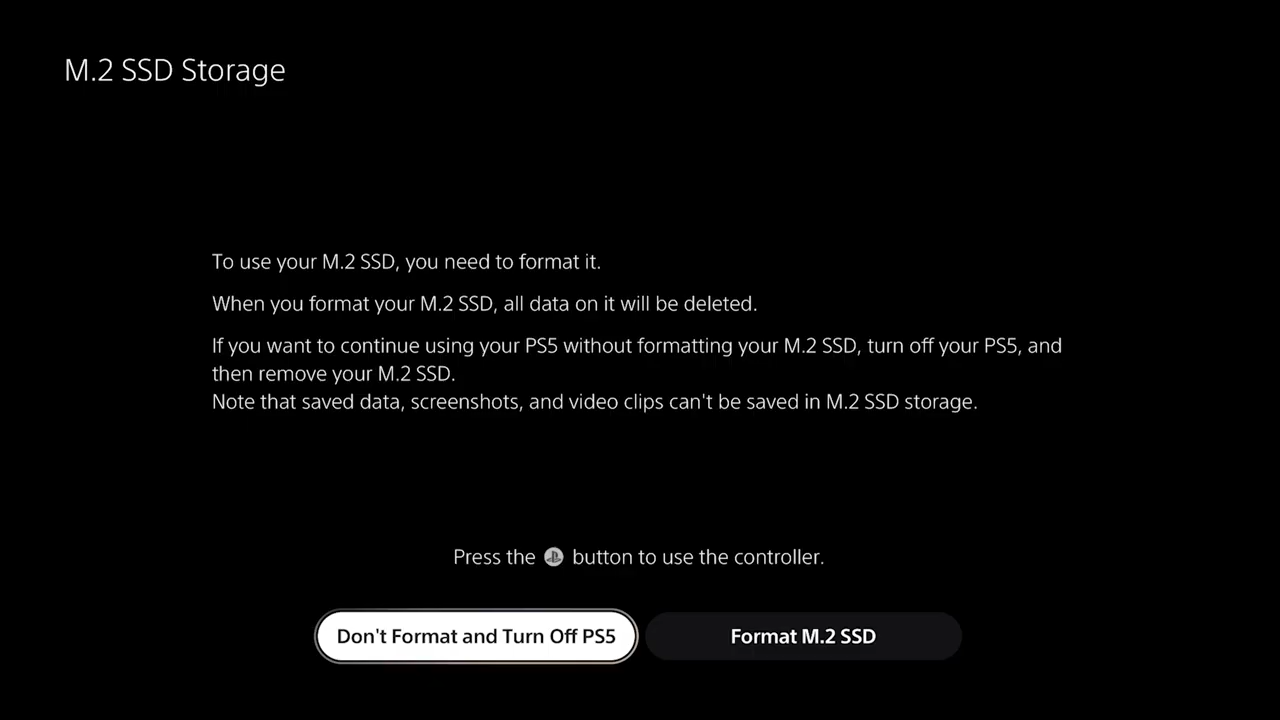 M.2 SSD Storage
To use your M.2 SSD, you need to format it.
When you format your M.2 SSD, all data on it will be deleted.
If you want to continue using your PS5 without formatting your M.2 SSD, turn off your PS5, and
then remove your M.2 SSD.
Note that saved data, screenshots, and video clips can't be saved in M.2 SSD storage.
Press the button to use the controller.
Don't Format and Turn Off PS5
Format M.2 SSD